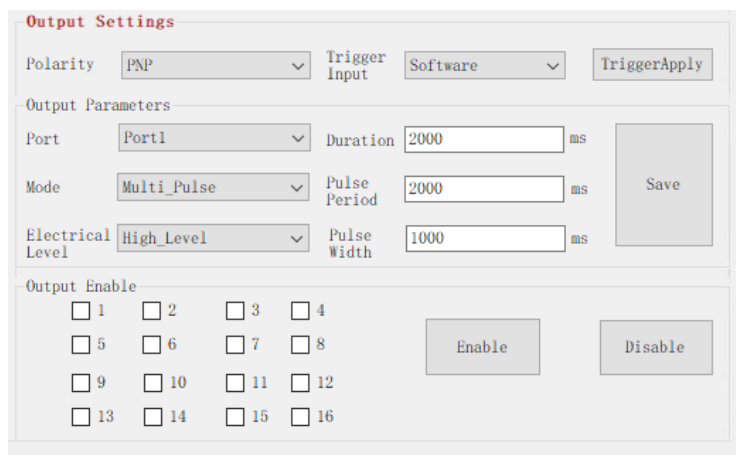 Output Settings
Polarity PNP Trigger Input Software TriggerApply
Output Parameters
Port Port1 Duration 2000 ms
Mode Multi_Pulse Pulse Period 2000 ms Save
Electrical Level High_Level Pulse Width 1000 ms
Output Enable
1 2 3 4
5 6 7 8 Enable Disable
9 10 11 12
13 14 15 16